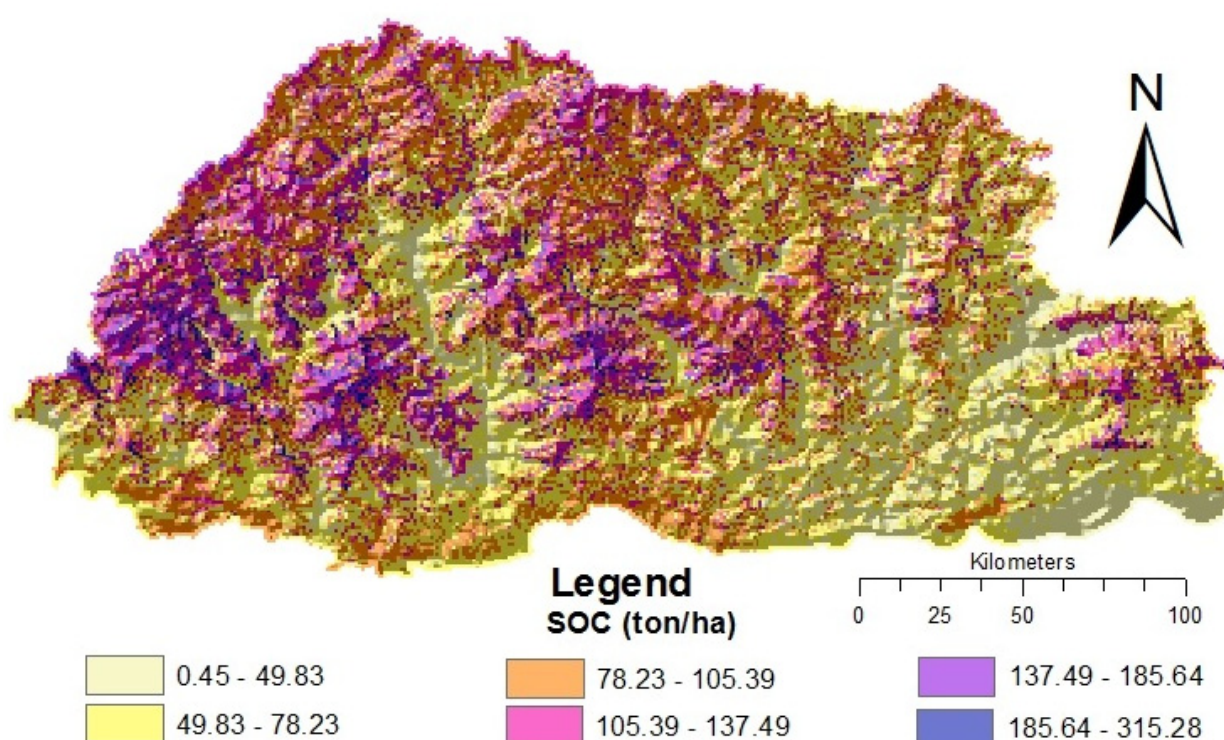 N
Kilometers
0 25 50 100
Legend
SOC (ton/ha)
0.45 - 49.83
49.83 - 78.23
78.23 - 105.39
105.39 - 137.49
137.49 - 185.64
185.64 - 315.28